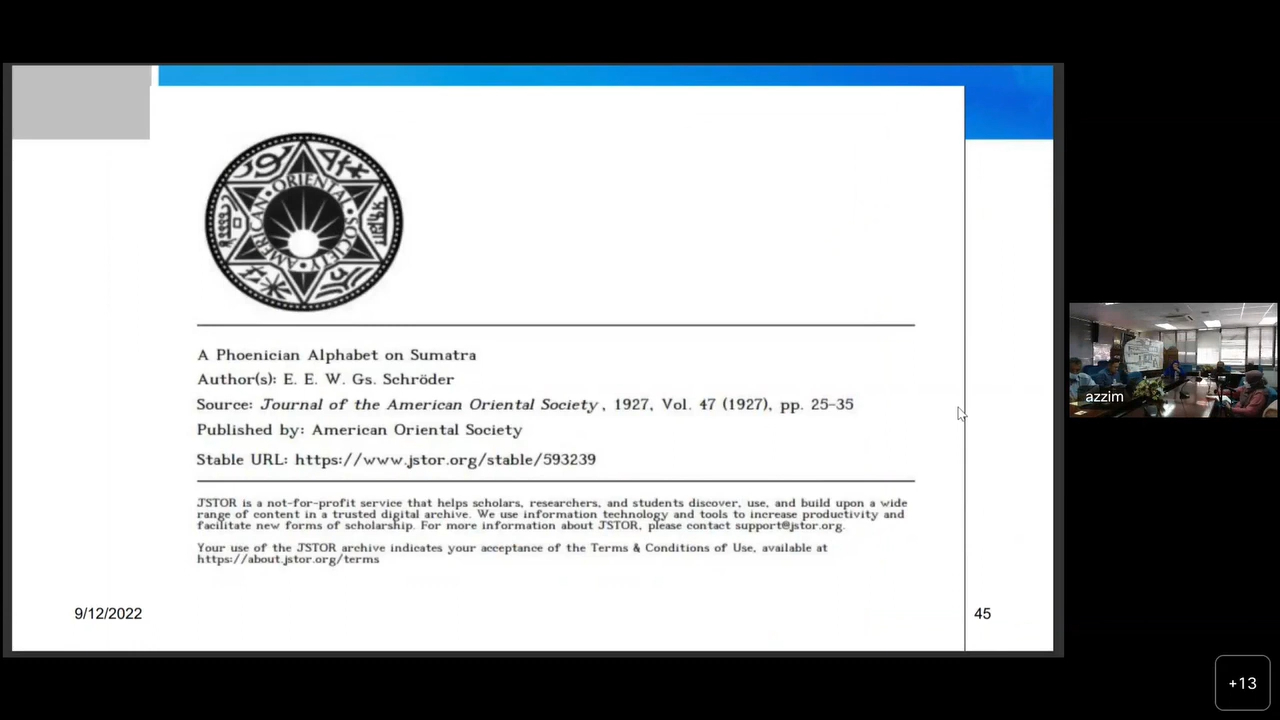 AMERICAN • ORIENTAL • SOCIETY •
A Phoenician Alphabet on Sumatra
Author(s): E. E. W. Gs. Schröder
Source: Journal of the American Oriental Society, 1927, Vol. 47 (1927), pp. 25-35
Published by: American Oriental Society
Stable URL: https://www.jstor.org/stable/593239
JSTOR is a not-for-profit service that helps scholars, researchers, and students discover, use, and build upon a wide
range of content in a trusted digital archive. We use information technology and tools to increase productivity and
facilitate new forms of scholarship. For more information about JSTOR, please contact support@jstor.org.
Your use of the JSTOR archive indicates your acceptance of the Terms & Conditions of Use, available at
https://about.jstor.org/terms
9/12/2022
45
azzim
+13